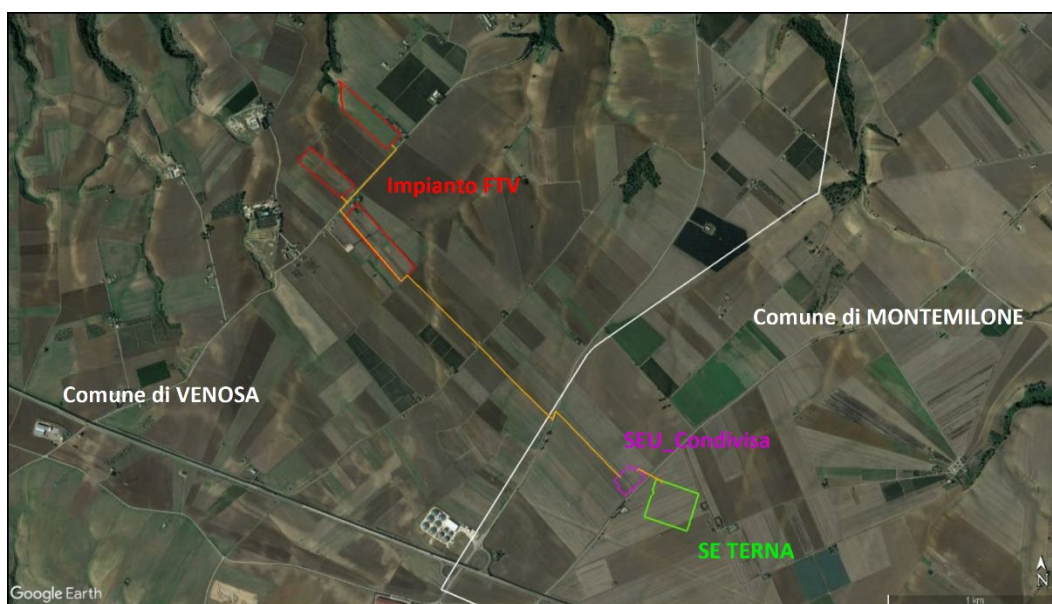 Impianto FTV
Comune di MONTEMILONE
Comune di VENOSA
SEU_Condivisa
SE TERNA
Google Earth
N
1 km